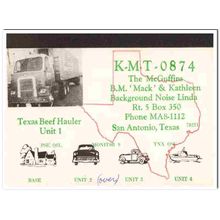 K-M-T-0874
The McGuffins
B.M. "Mack" & Kathleen
Background Noise Linda
Rt. 5 Box 350
Phone MA8-1112
San Antonio, Texas
78211
Texas Beef Hauler
Unit 1
BASE
UNIT 2
(over)
UNIT 3
UNIT 4